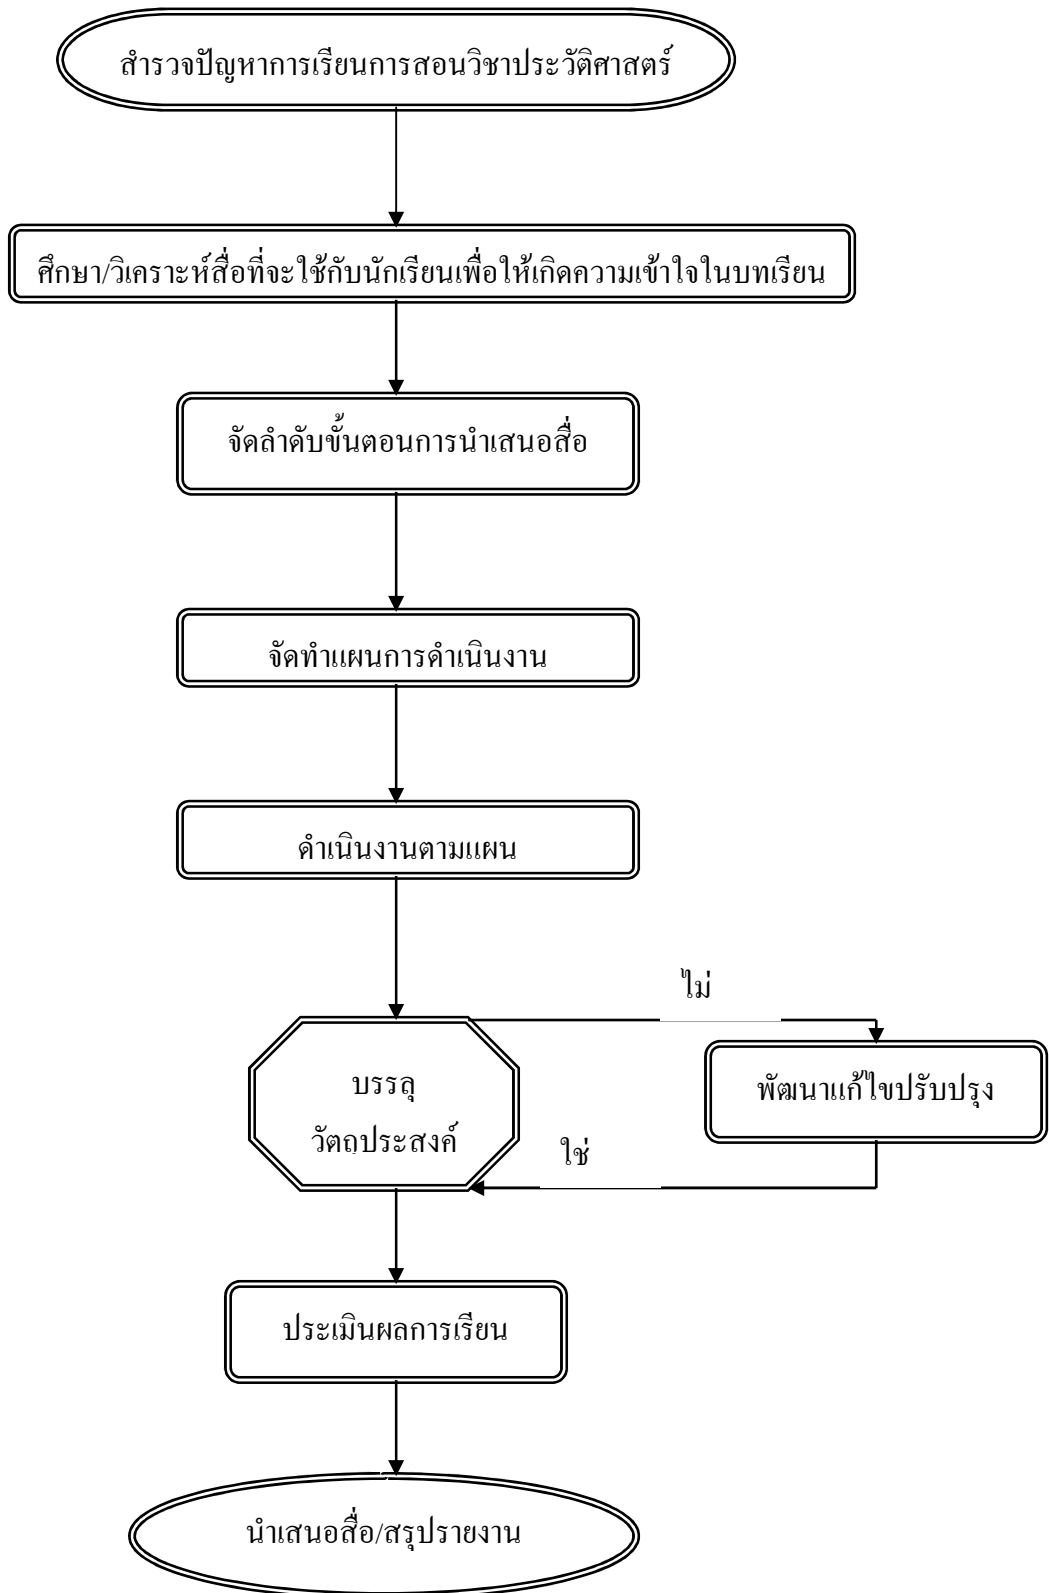 สำรวจปัญหาการเรียนการสอนวิชาประวัติศาสตร์
ศึกษา/วิเคราะห์สื่อที่จะใช้กับนักเรียนเพื่อให้เกิดความเข้าใจในบทเรียน
จัดลำดับขั้นตอนการนำเสนอสื่อ
จัดทำแผนการดำเนินงาน
ดำเนินงานตามแผน
ไม่
บรรลุ
วัตถุประสงค์
พัฒนาแก้ไขปรับปรุง
ใช่
ประเมินผลการเรียน
นำเสนอสื่อ/สรุปรายงาน